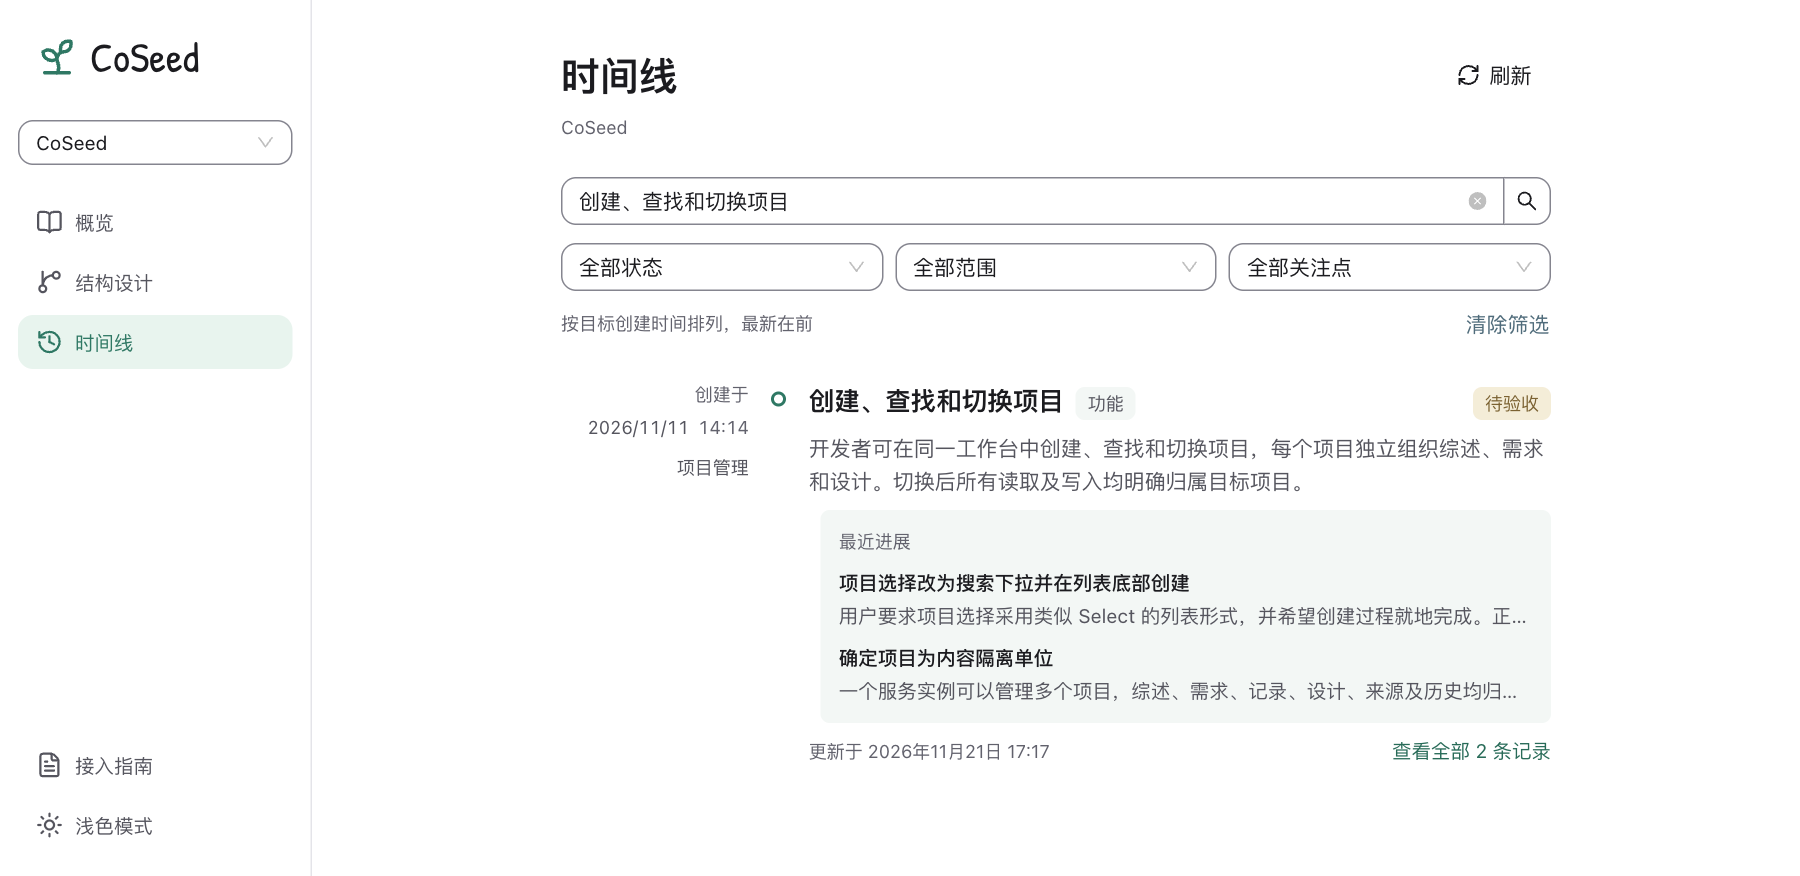 CoSeed
CoSeed
概览
结构设计
时间线
接入指南
浅色模式
时间线
刷新
CoSeed
创建、查找和切换项目
全部状态
全部范围
全部关注点
按目标创建时间排列，最新在前
清除筛选
创建于
2026/11/11 14:14
项目管理
创建、查找和切换项目
功能
待验收
开发者可在同一工作台中创建、查找和切换项目，每个项目独立组织综述、需求
和设计。切换后所有读取及写入均明确归属目标项目。
最近进展
项目选择改为搜索下拉并在列表底部创建
用户要求项目选择采用类似 Select 的列表形式，并希望创建过程就地完成。正...
确定项目为内容隔离单位
一个服务实例可以管理多个项目，综述、需求、记录、设计、来源及历史均归...
更新于 2026年11月21日 17:17
查看全部 2 条记录